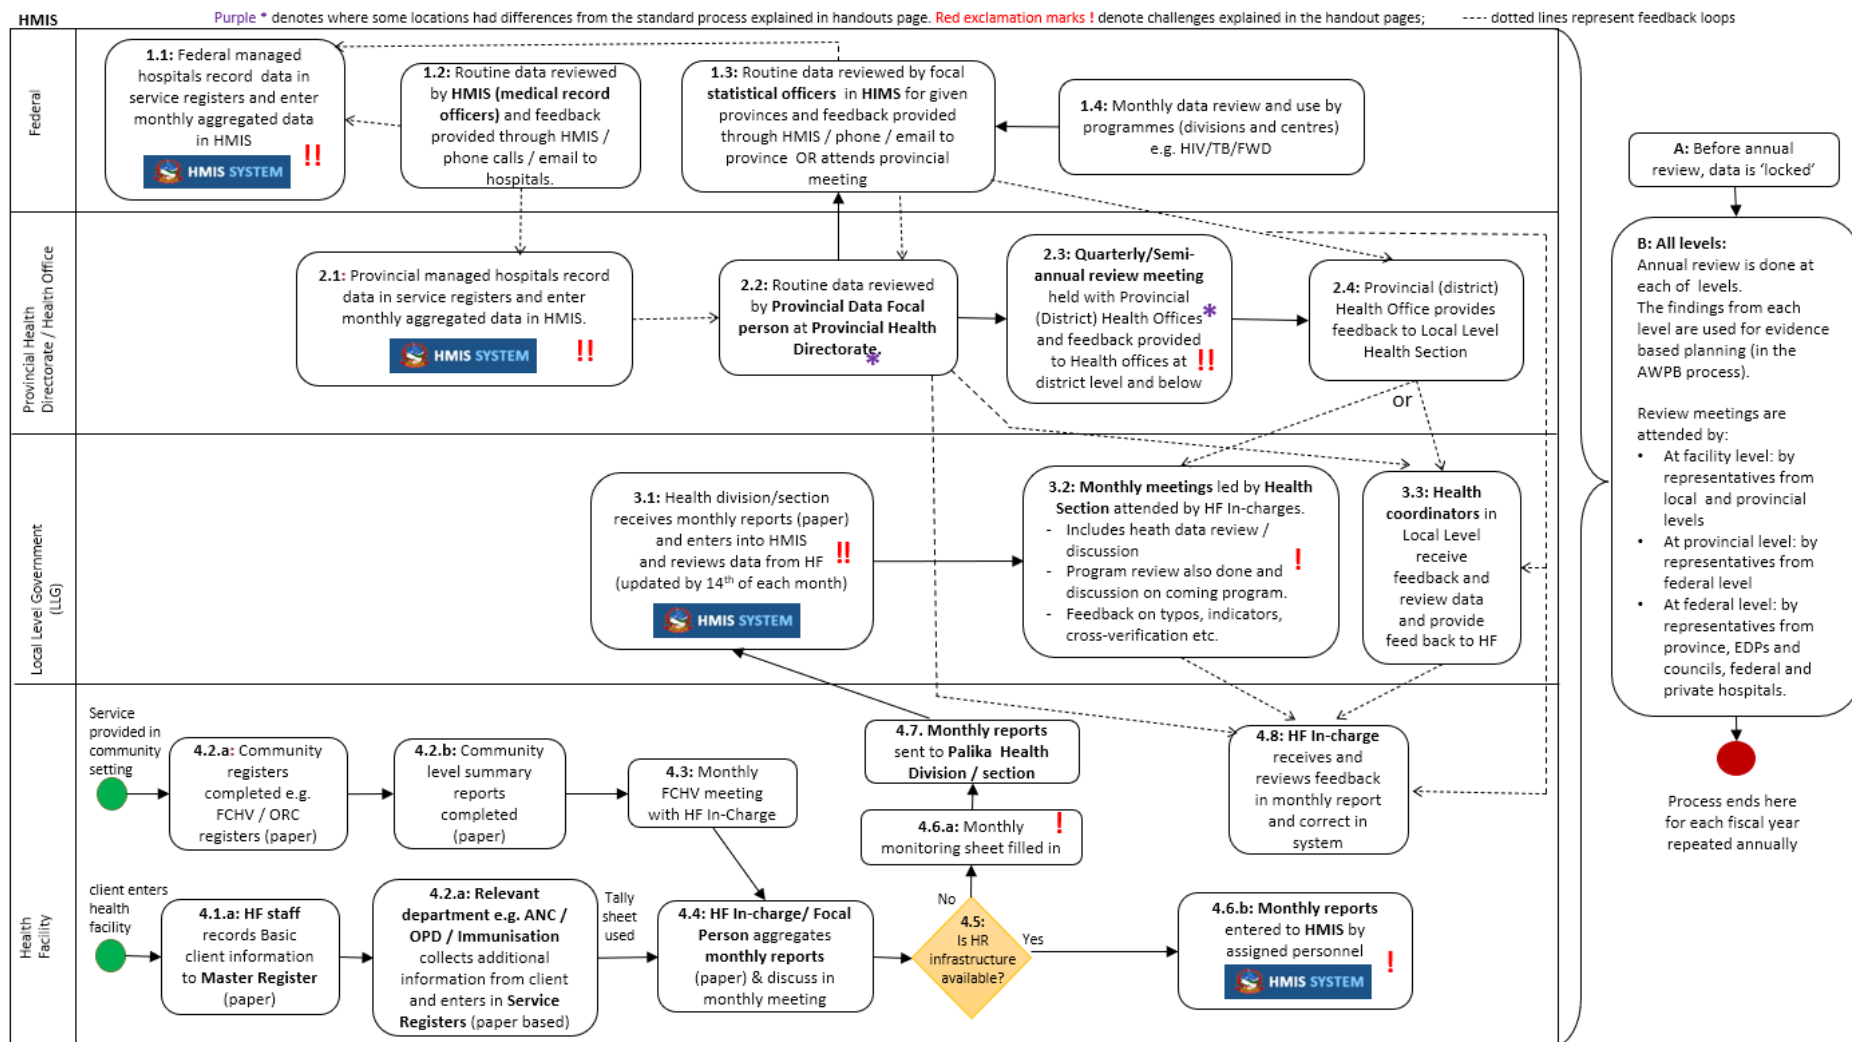 HMIS
Purple * denotes where some locations had differences from the standard process explained in handouts page. Red exclamation marks ! denote challenges explained in the handout pages;
---- dotted lines represent feedback loops
Federal
1.1: Federal managed
hospitals record data in
service registers and enter
monthly aggregated data
in HMIS
HMIS SYSTEM
!!
1.2: Routine data reviewed
by HMIS (medical record
officers) and feedback
provided through HMIS /
phone calls / email to
hospitals.
1.3: Routine data reviewed by focal
statistical officers in HIMS for given
provinces and feedback provided
through HMIS / phone / email to
province OR attends provincial
meeting
1.4: Monthly data review and use by
programmes (divisions and centres)
e.g. HIV/TB/FWD
Provincial Health
Directorate / Health Office
2.1: Provincial managed hospitals record
data in service registers and enter
monthly aggregated data in HMIS.
HMIS SYSTEM
!!
2.2: Routine data reviewed
by Provincial Data Focal
person at Provincial Health
Directorate.
*
2.3: Quarterly/Semi-
annual review meeting
held with Provincial
(District) Health Offices
*
and feedback provided
to Health offices at
!!
district level and below
2.4: Provincial (district)
Health Office provides
feedback to Local Level
Health Section
or
Local Level Government
(LLG)
3.1: Health division/section
receives monthly reports (paper)
and enters into HMIS
and reviews data from HF
!!
(updated by 14th of each month)
HMIS SYSTEM
3.2: Monthly meetings led by Health
Section attended by HF In-charges.
- Includes heath data review /
discussion
- Program review also done and
discussion on coming program.
- Feedback on typos, indicators,
cross-verification etc.
!
3.3: Health
coordinators in
Local Level
receive
feedback and
review data
and provide
feed back to HF
Health
Facility
Service
provided in
community
setting
4.2.a: Community
registers
completed e.g.
FCHV / ORC
registers (paper)
4.2.b: Community
level summary
reports
completed
(paper)
4.3: Monthly
FCHV meeting
with HF In-Charge
4.7. Monthly reports
sent to Palika Health
Division / section
4.6.a: Monthly
monitoring sheet filled in
!
4.8: HF In-charge
receives and
reviews feedback
in monthly report
and correct in
system
client enters
health
facility
4.1.a: HF staff
records Basic
client information
to Master Register
(paper)
4.2.a: Relevant
department e.g. ANC /
OPD / Immunisation
collects additional
information from client
and enters in Service
Registers (paper based)
Tally
sheet
used
4.4: HF In-charge/ Focal
Person aggregates
monthly reports
(paper) & discuss in
monthly meeting
4.5:
Is HR
infrastructure
available?
No
Yes
4.6.b: Monthly reports
entered to HMIS by
assigned personnel
HMIS SYSTEM
!
A: Before annual
review, data is ‘locked’
B: All levels:
Annual review is done at
each of levels.
The findings from each
level are used for evidence
based planning (in the
AWPB process).
Review meetings are
attended by:
• At facility level: by
representatives from
local and provincial
levels
• At provincial level: by
representatives from
federal level
• At federal level: by
representatives from
province, EDPs and
councils, federal and
private hospitals.
Process ends here
for each fiscal year
repeated annually